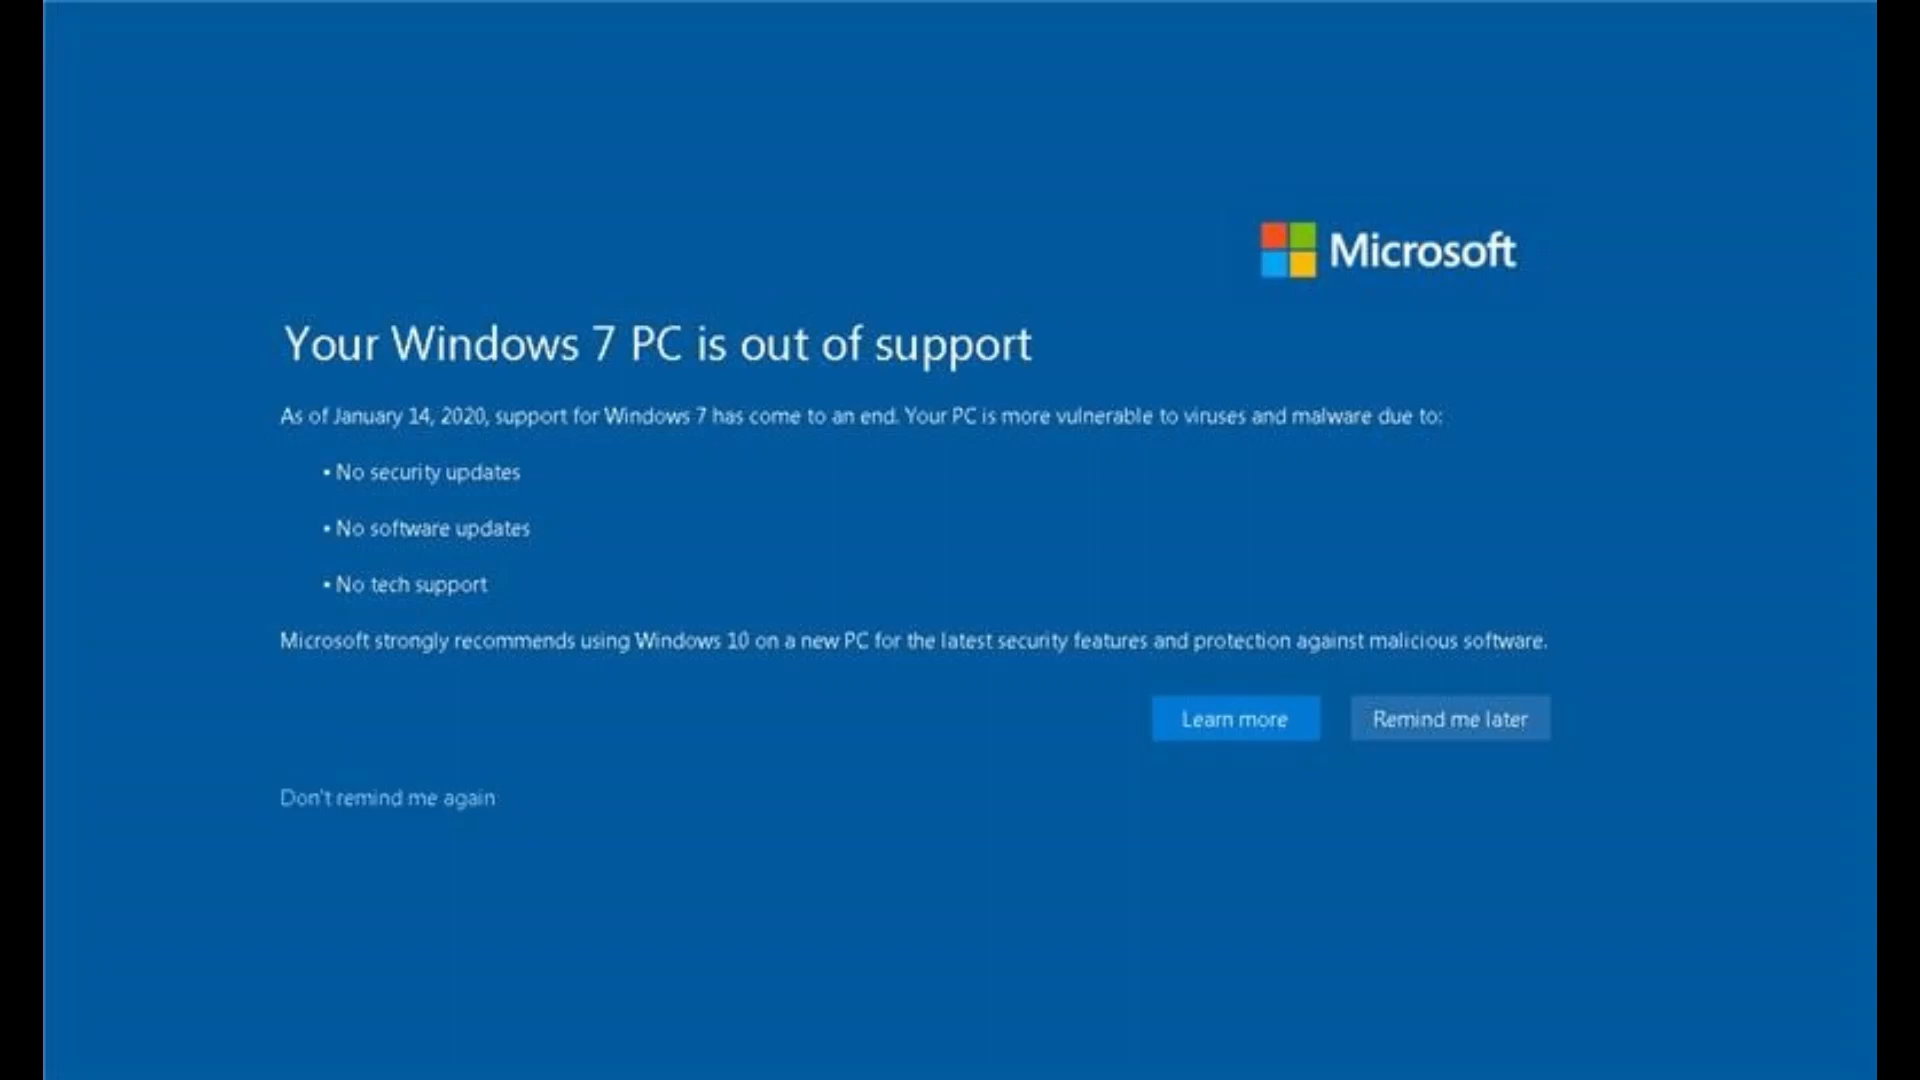 Microsoft
Your Windows 7 PC is out of support
As of January 14, 2020, support for Windows 7 has come to an end. Your PC is more vulnerable to viruses and malware due to:
• No security updates
• No software updates
• No tech support
Microsoft strongly recommends using Windows 10 on a new PC for the latest security features and protection against malicious software.
Learn more
Remind me later
Don't remind me again